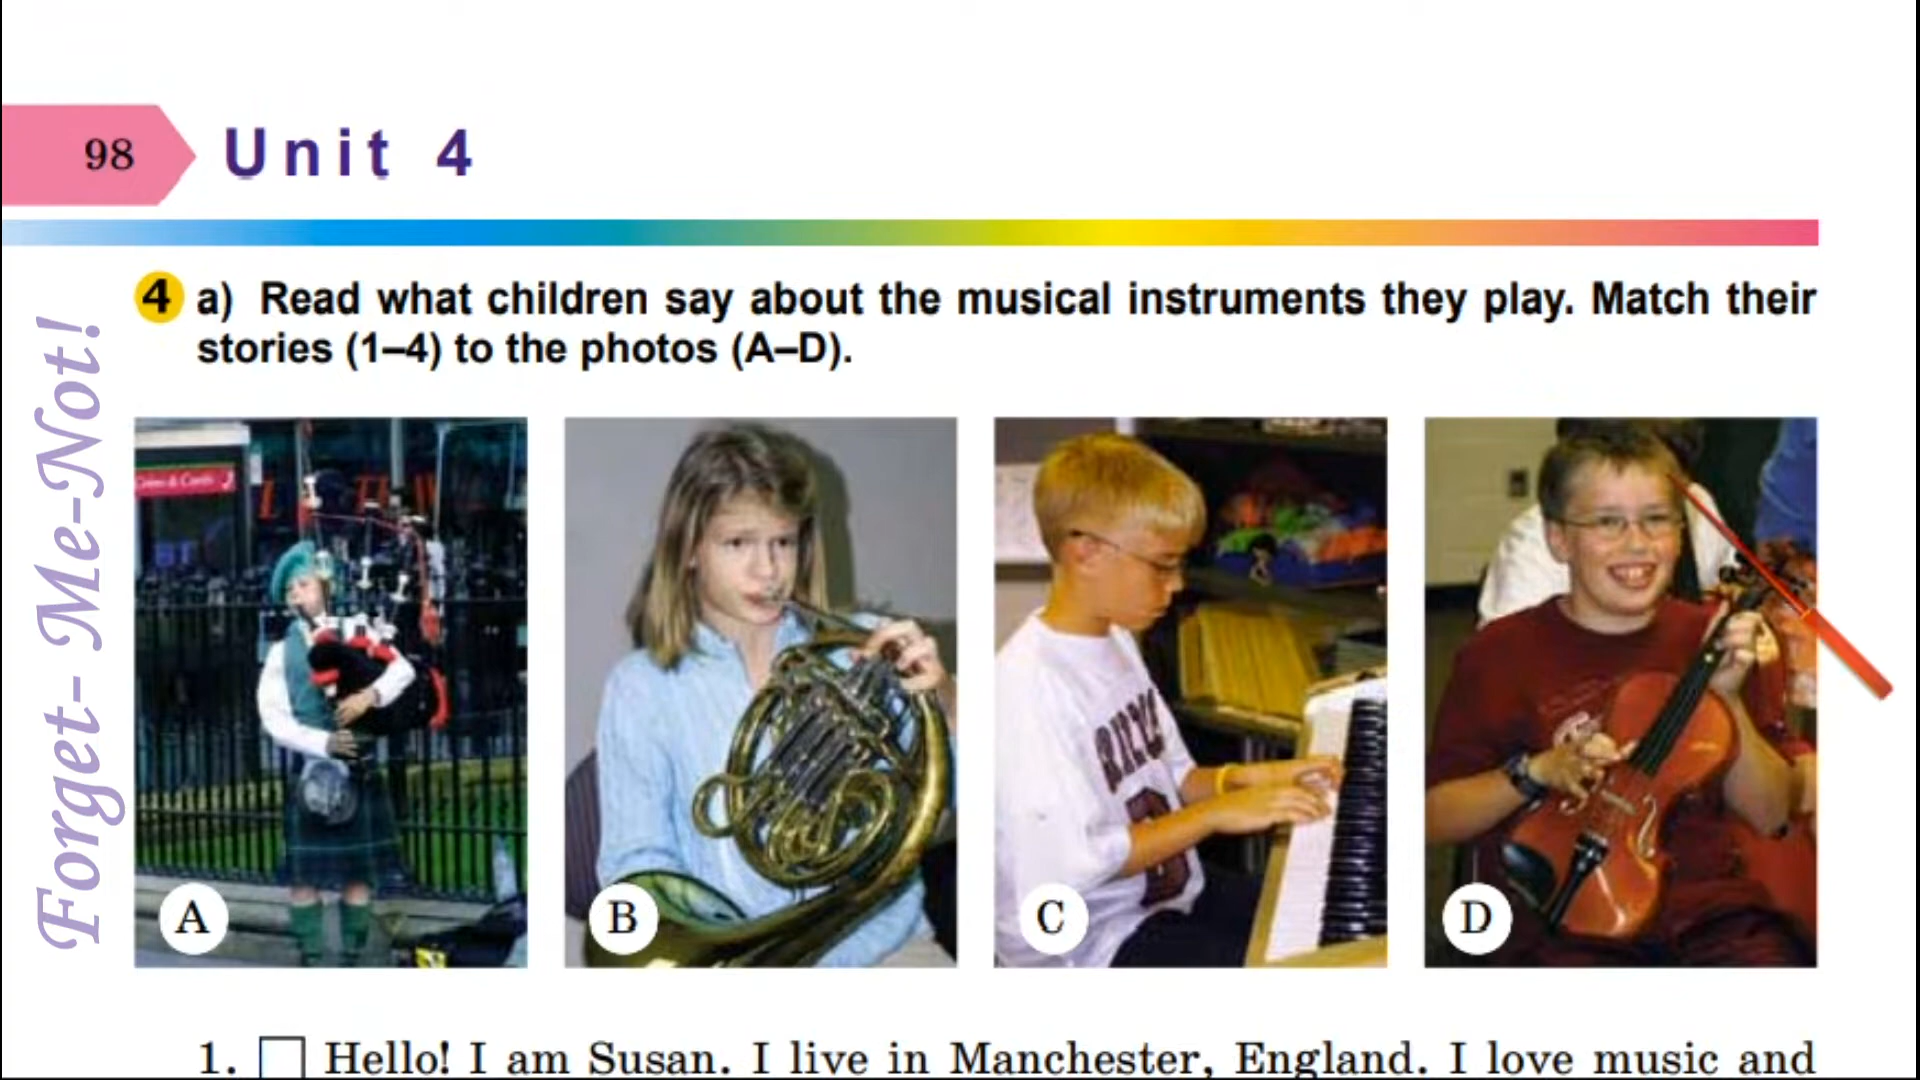 98 Unit 4
4 a) Read what children say about the musical instruments they play. Match their
stories (1–4) to the photos (A–D).
Forget- Me-Not!
A
B
C
D
1. Hello! I am Susan. I live in Manchester, England. I love music and